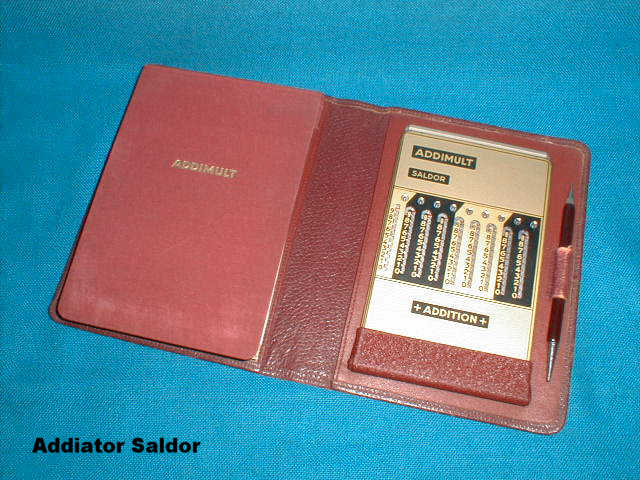 ADDIMULT
ADDIMULT
SALDOR
+ ADDITION +
Addiator Saldor